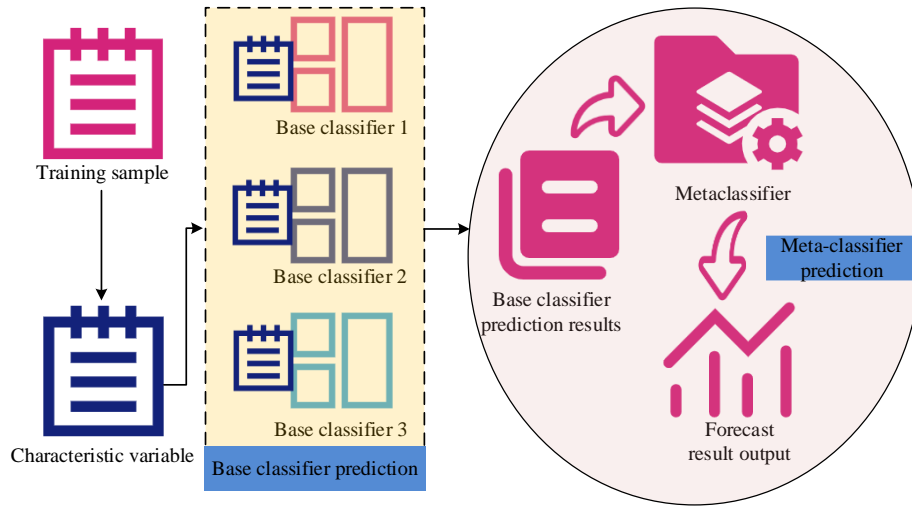 Training sample
Characteristic variable
Base classifier 1
Base classifier 2
Base classifier 3
Base classifier prediction
Base classifier
prediction results
Metaclassifier
Meta-classifier
prediction
Forecast
result output